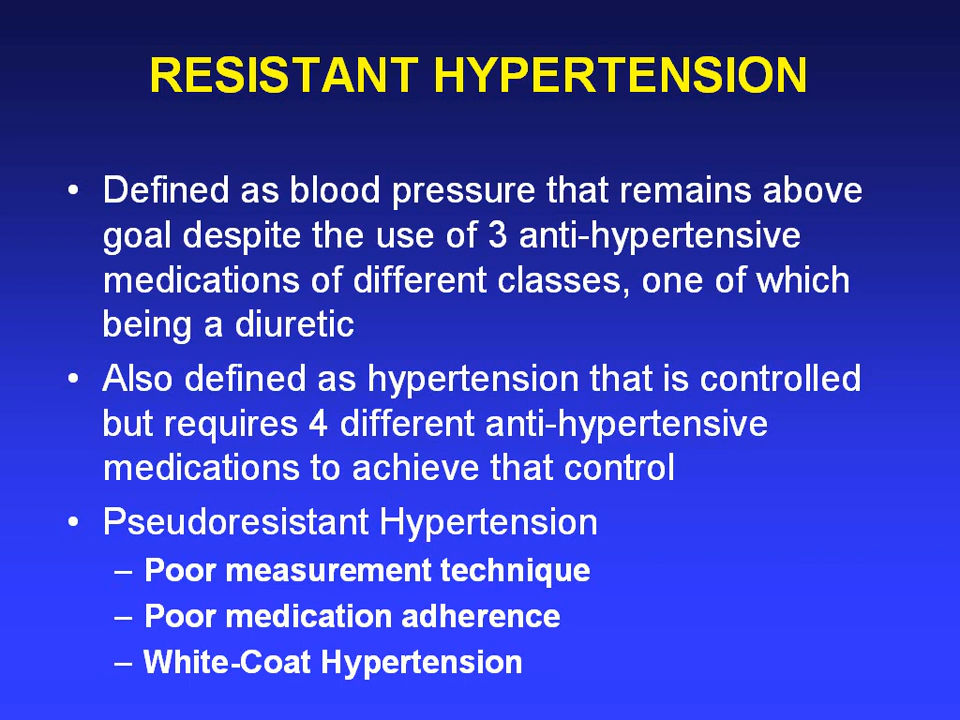 RESISTANT HYPERTENSION
• Defined as blood pressure that remains above
goal despite the use of 3 anti-hypertensive
medications of different classes, one of which
being a diuretic
• Also defined as hypertension that is controlled
but requires 4 different anti-hypertensive
medications to achieve that control
• Pseudoresistant Hypertension
– Poor measurement technique
– Poor medication adherence
– White-Coat Hypertension